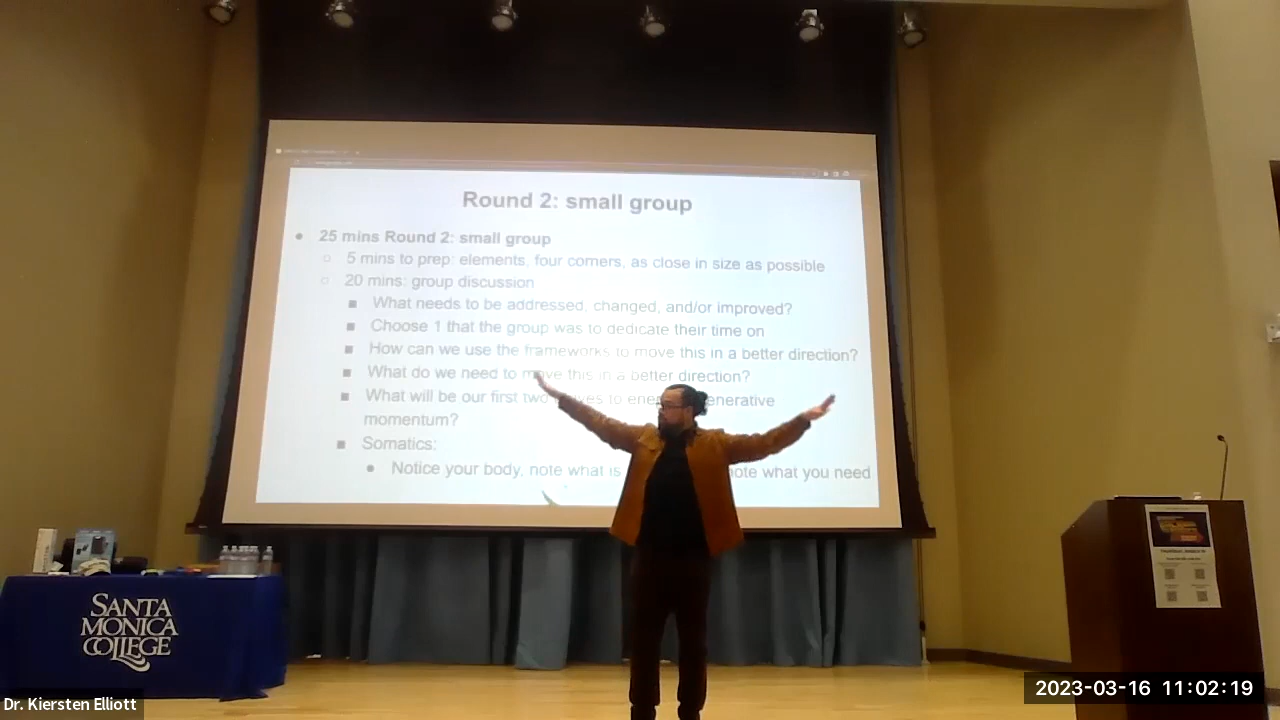 Round 2: small group
25 mins Round 2: small group
5 mins to prep: elements, four corners, as close in size as possible
20 mins: group discussion
What needs to be addressed, changed, and/or improved?
Choose 1 that the group was to dedicate their time on
How can we use the frameworks to move this in a better direction?
What do we need to move this in a better direction?
What will be our first two
momentum?
Somatics:
Notice your body, note what is note what you need
SANTA
MONICA
COLLEGE
Dr. Kiersten Elliott
2023-03-16 11:02:19